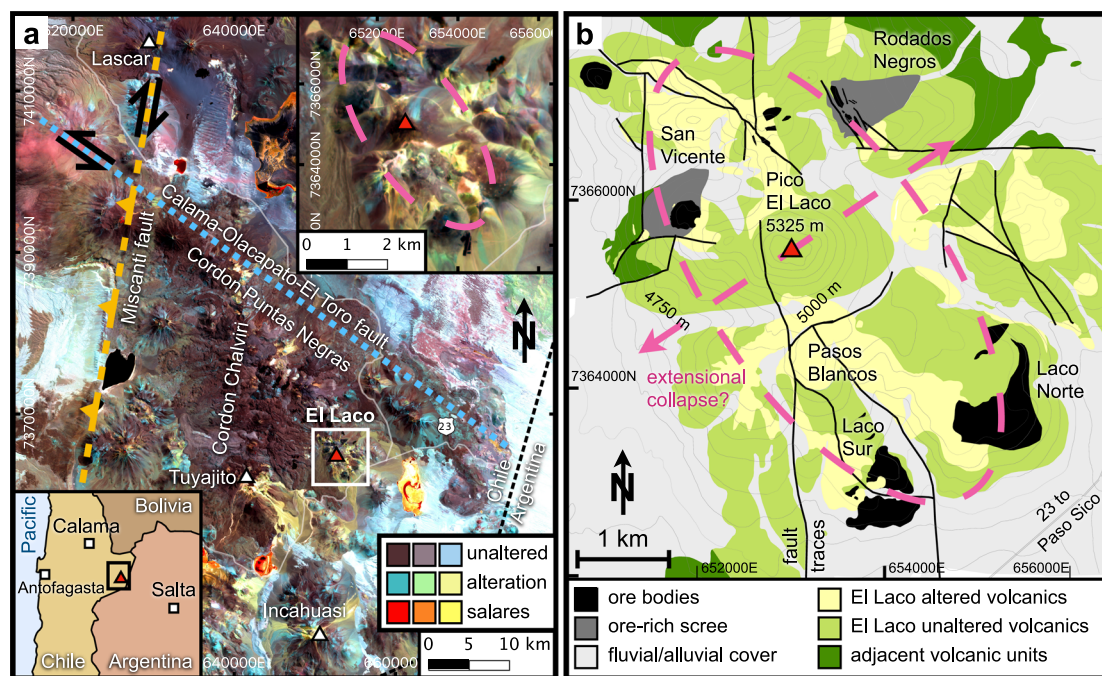 a
620000E
640000E
Lascar
7410000N
7390000N
73700
Miscanti fault
Calama-Olacapato-El Toro fault
Cordon Puntas Negras
Cordon Chalviri
El Laco
23
N
Chile
Argentina
Tuyajito
Incahuasi
640000E
660000
652000E
654000E
65600
7366000N
7364000N
0 1 2 km
Pacific
Bolivia
Calama
Antofagasta
Salta
Chile
Argentina
unaltered
alteration
salares
0 5 10 km
b
Rodados
Negros
San
Vicente
7366000N
Pico
El Laco
5325 m
4750 m
5000 m
7364000N
extensional
collapse?
Pasos
Blancos
Laco
Norte
Laco
Sur
N
1 km
fault
traces
23 to
Paso Sico
652000E
654000E
656000E
ore bodies
ore-rich scree
fluvial/alluvial cover
El Laco altered volcanics
El Laco unaltered volcanics
adjacent volcanic units